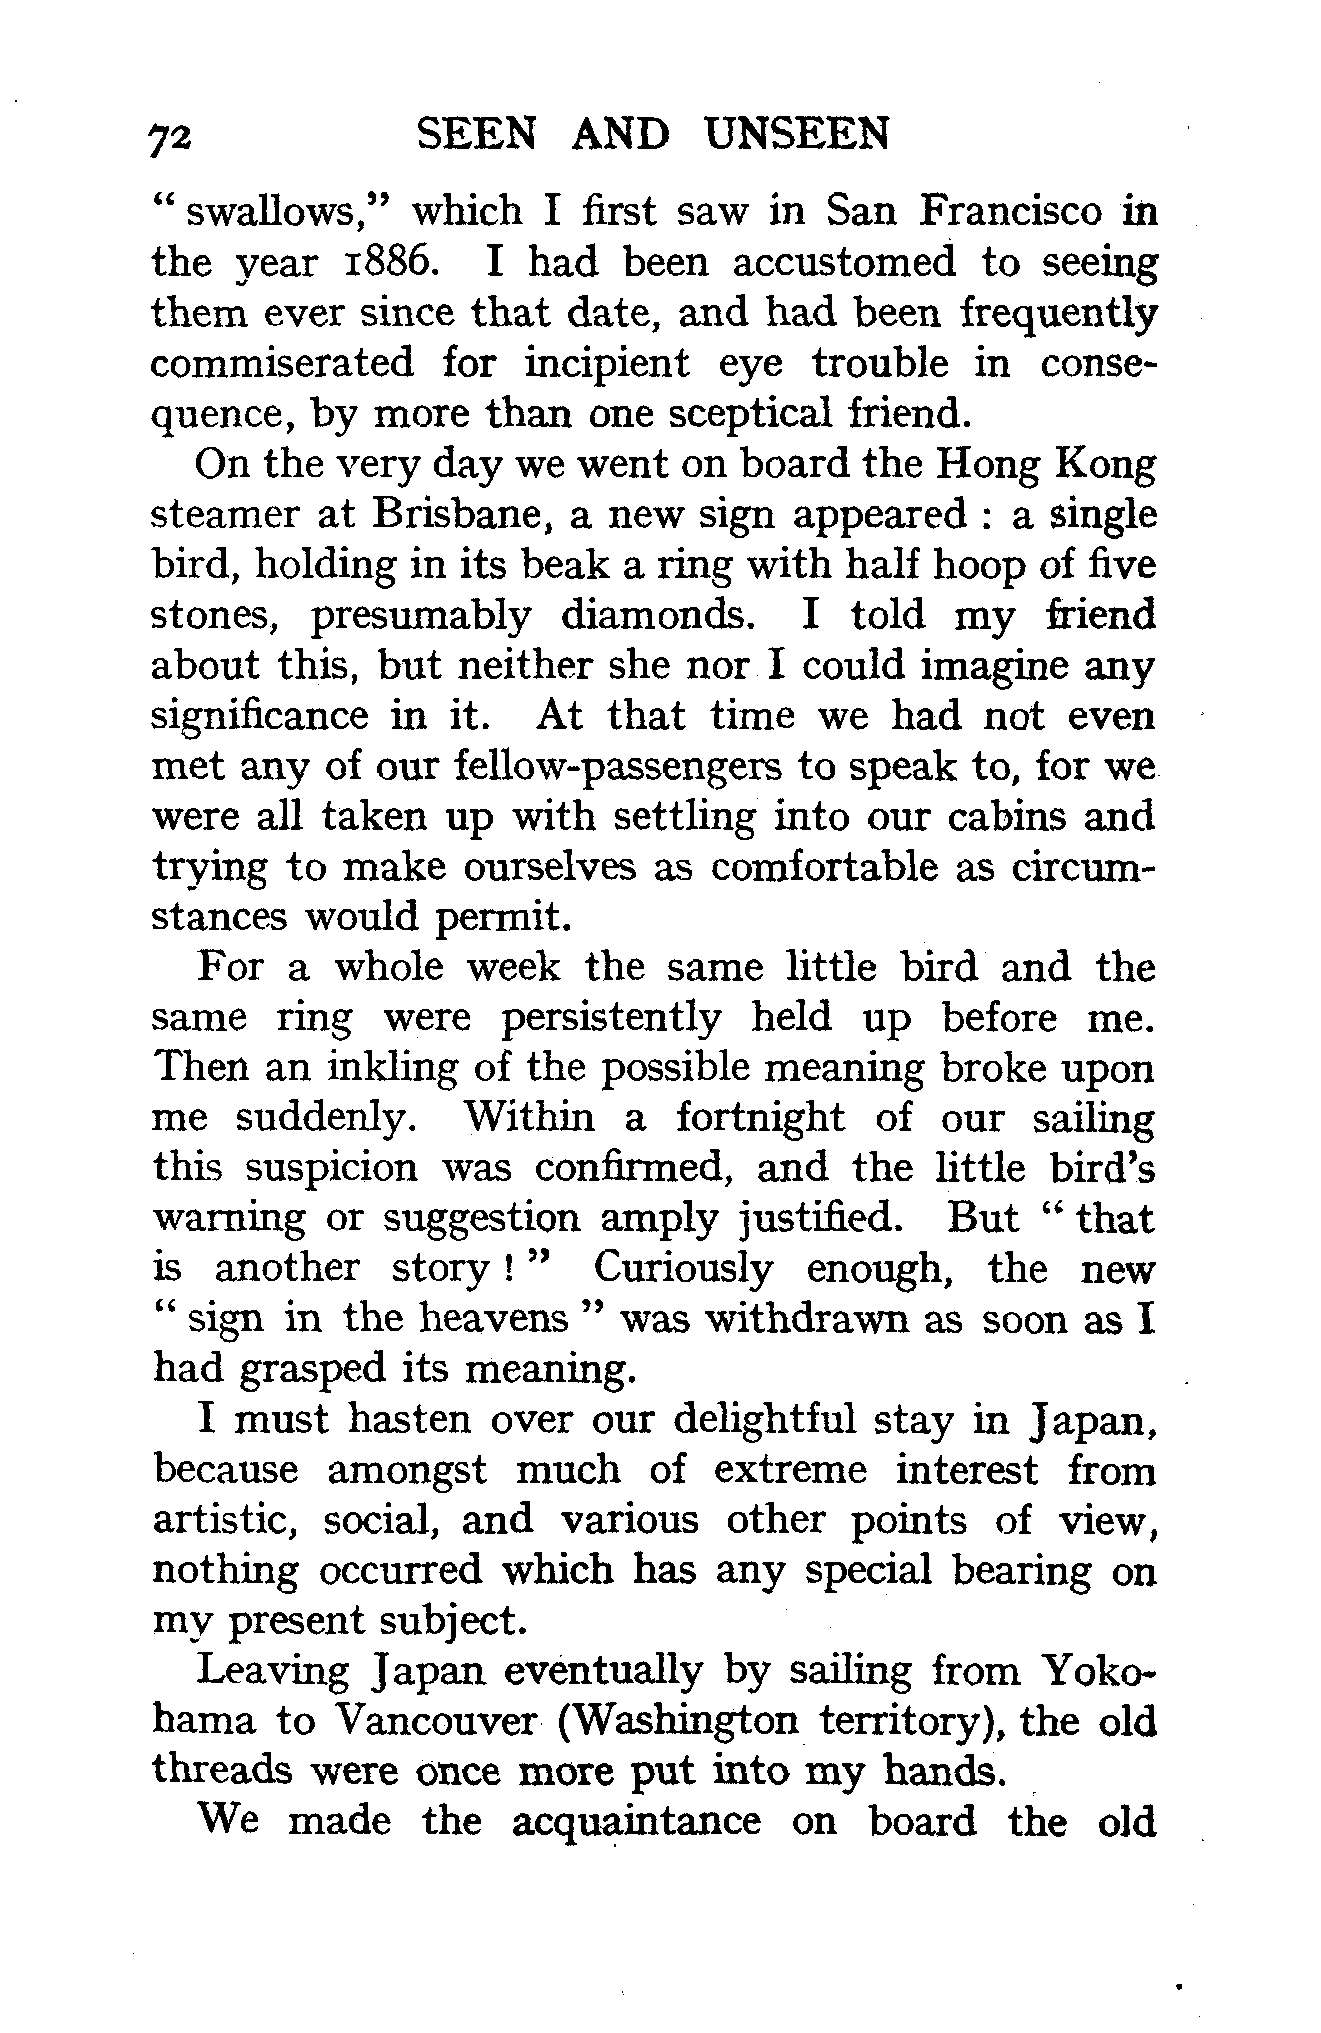 72 SEEN AND UNSEEN
“ swallows,” which I first saw in San Francisco in
the year 1886. I had been accustomed to seeing
them ever since that date, and had been frequently
commiserated for incipient eye trouble in conse-
quence, by more than one sceptical friend.
On the very day we went on board the Hong Kong
steamer at Brisbane, a new sign appeared : a single
bird, holding in its beak a ring with half hoop of five
stones, presumably diamonds. I told my friend
about this, but neither she nor I could imagine any
significance in it. At that time we had not even
met any of our fellow-passengers to speak to, for we
were all taken up with settling into our cabins and
trying to make ourselves as comfortable as circum-
stances would permit.
For a whole week the same little bird and the
same ring were persistently held up before me.
Then an inkling of the possible meaning broke upon
me suddenly. Within a fortnight of our sailing
this suspicion was confirmed, and the little bird’s
warning or suggestion amply justified. But “ that
is another story ! ” Curiously enough, the new
“ sign in the heavens ” was withdrawn as soon as I
had grasped its meaning.
I must hasten over our delightful stay in Japan,
because amongst much of extreme interest from
artistic, social, and various other points of view,
nothing occurred which has any special bearing on
my present subject.
Leaving Japan eventually by sailing from Yoko-
hama to Vancouver (Washington territory), the old
threads were once more put into my hands.
We made the acquaintance on board the old